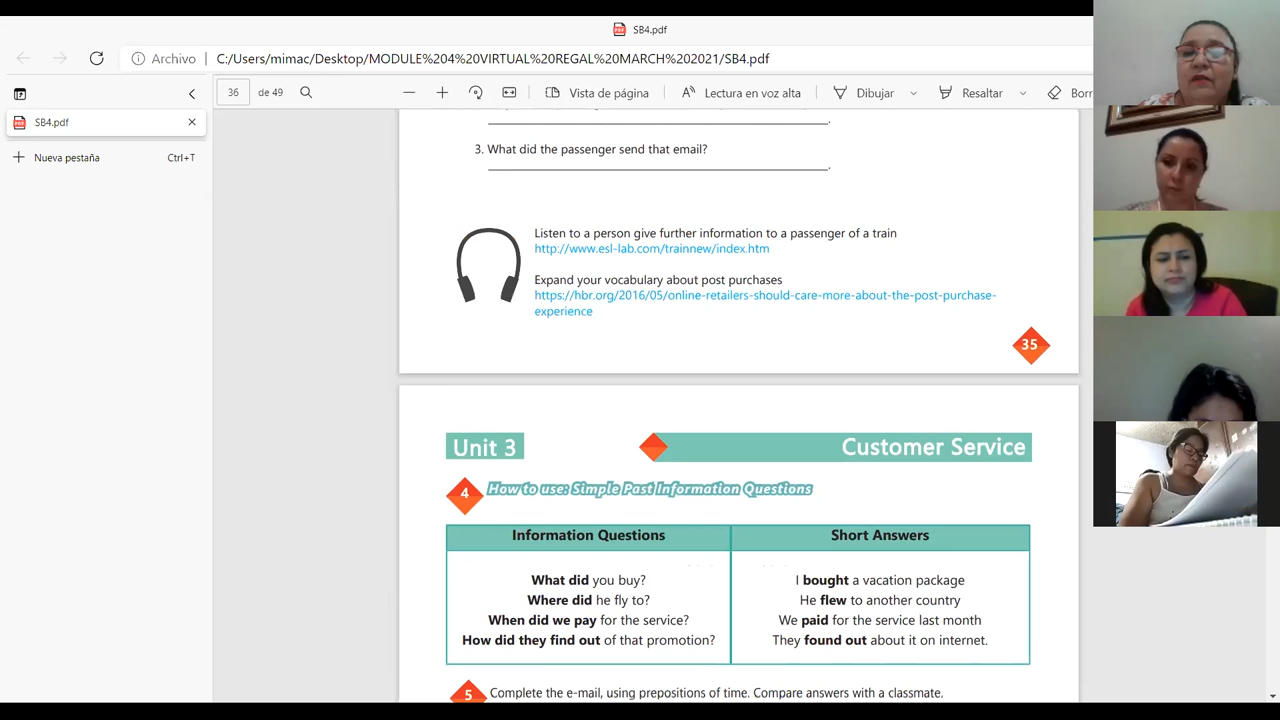 SB4.pdf
Archivo
C:/Users/mimac/Desktop/MODULE%204%20VIRTUAL%20REGAL%20MARCH%202021/SB4.pdf
36 de 49
Vista de página
Lectura en voz alta
Dibujar
Resaltar
Borr
SB4.pdf
Nueva pestaña Ctrl+T
3. What did the passenger send that email?
Listen to a person give further information to a passenger of a train
http://www.esl-lab.com/trainnew/index.htm
Expand your vocabulary about post purchases
https://hbr.org/2016/05/online-retailers-should-care-more-about-the-post-purchase-
experience
35
Unit 3
Customer Service
4 How to use: Simple Past Information Questions
Information Questions
Short Answers
What did you buy?
I bought a vacation package
Where did he fly to?
He flew to another country
When did we pay for the service?
We paid for the service last month
How did they find out of that promotion?
They found out about it on internet.
5 Complete the e-mail, using prepositions of time. Compare answers with a classmate.